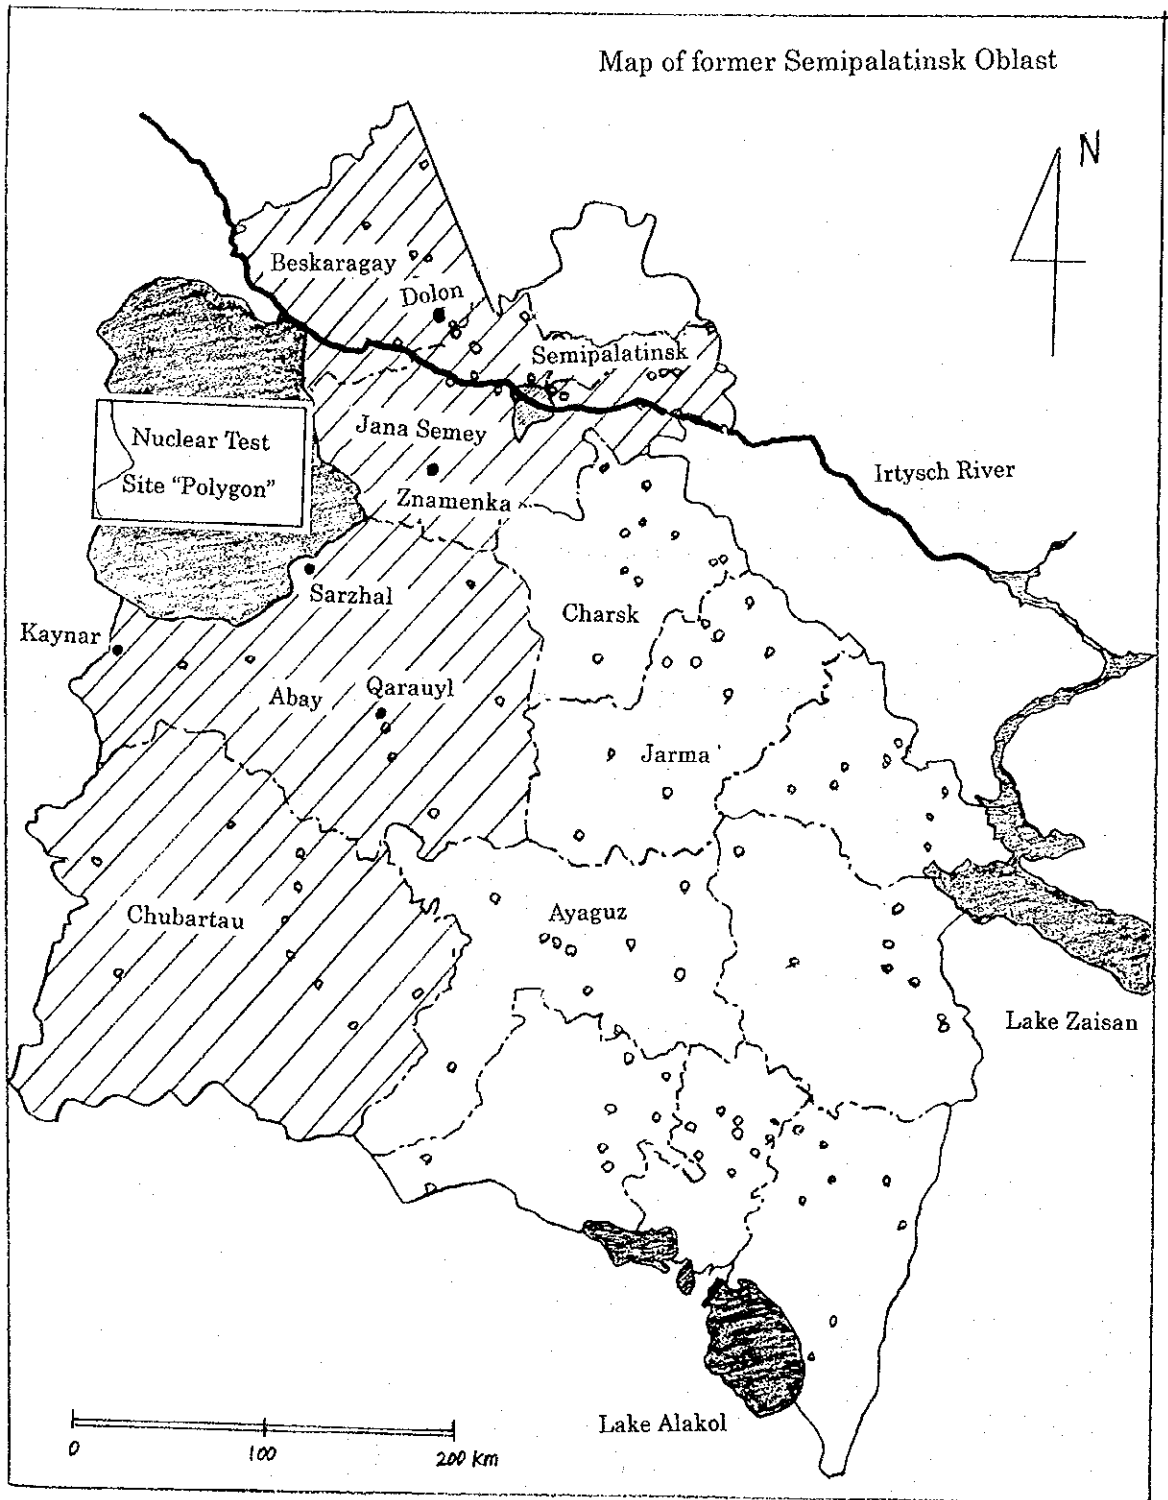 Map of former Semipalatinsk Oblast
N
Beskaragay
Dolon
Semipalatinsk
Jana Semey
Nuclear Test
Site "Polygon"
Irtysch River
Znamenka
Sarzhal
Charsk
Kaynar
Abay
Qarauyl
Jarma
Chubartau
Ayaguz
Lake Zaisan
Lake Alakol
0
100
200 km